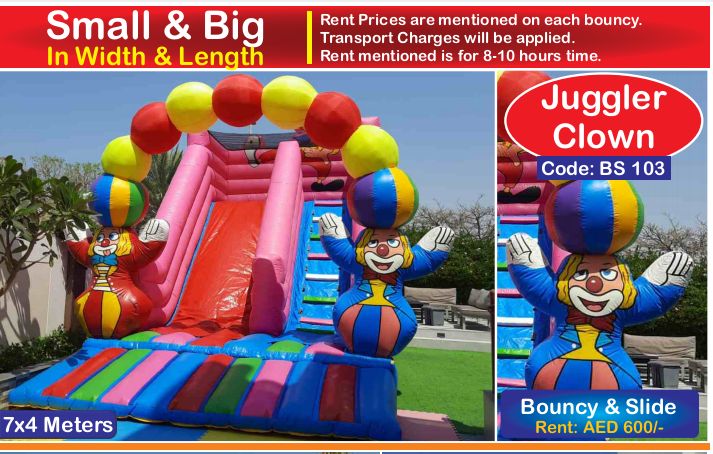 Small & Big
In Width & Length
Rent Prices are mentioned on each bouncy.
Transport Charges will be applied.
Rent mentioned is for 8-10 hours time.
Juggler
Clown
Code: BS 103
7x4 Meters
Bouncy & Slide
Rent: AED 600/-